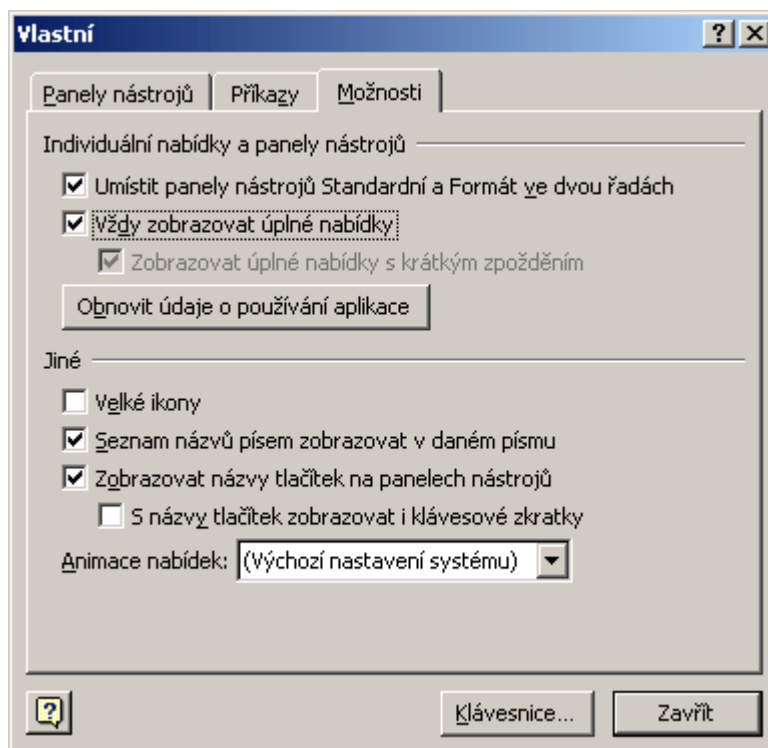 Vlastní
Panely nástrojů Příkazy Možnosti
Individuální nabídky a panely nástrojů
Umístit panely nástrojů Standardní a Formát ve dvou řadách
Vždy zobrazovat úplné nabídky
Zobrazovat úplné nabídky s krátkým zpožděním
Obnovit údaje o používání aplikace
Jiné
Velké ikony
Seznam názvů písem zobrazovat v daném písmu
Zobrazovat názvy tlačítek na panelech nástrojů
S názvy tlačítek zobrazovat i klávesové zkratky
Animace nabídek: (Výchozí nastavení systému)
Klávesnice... Zavřít